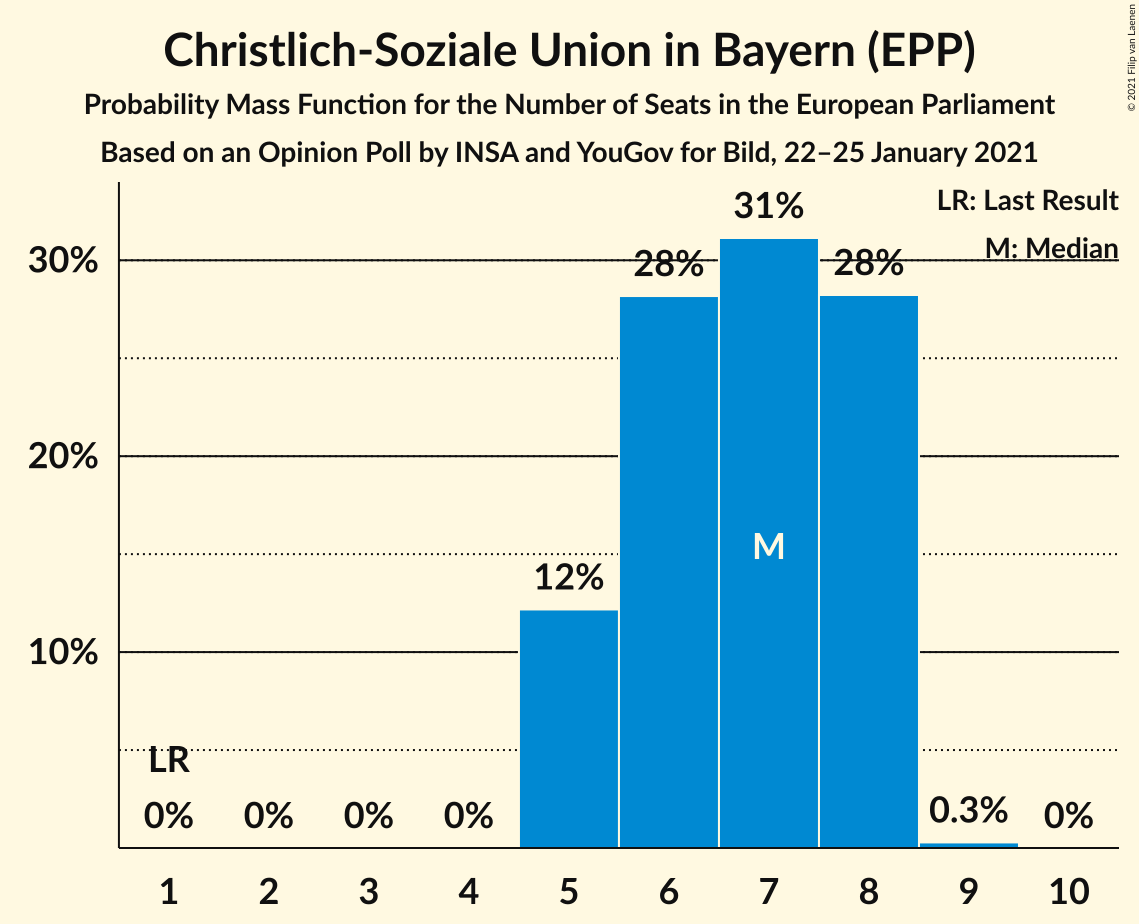 Christlich-Soziale Union in Bayern (EPP)
Probability Mass Function for the Number of Seats in the European Parliament
Based on an Opinion Poll by INSA and YouGov for Bild, 22–25 January 2021
© 2021 Filip van Laenen
LR: Last Result
M: Median
31%
28%
28%
30%
20%
M
12%
10%
LR
0%
0%
0%
0%
0.3%
0%
1 2 3 4 5 6 7 8 9 10